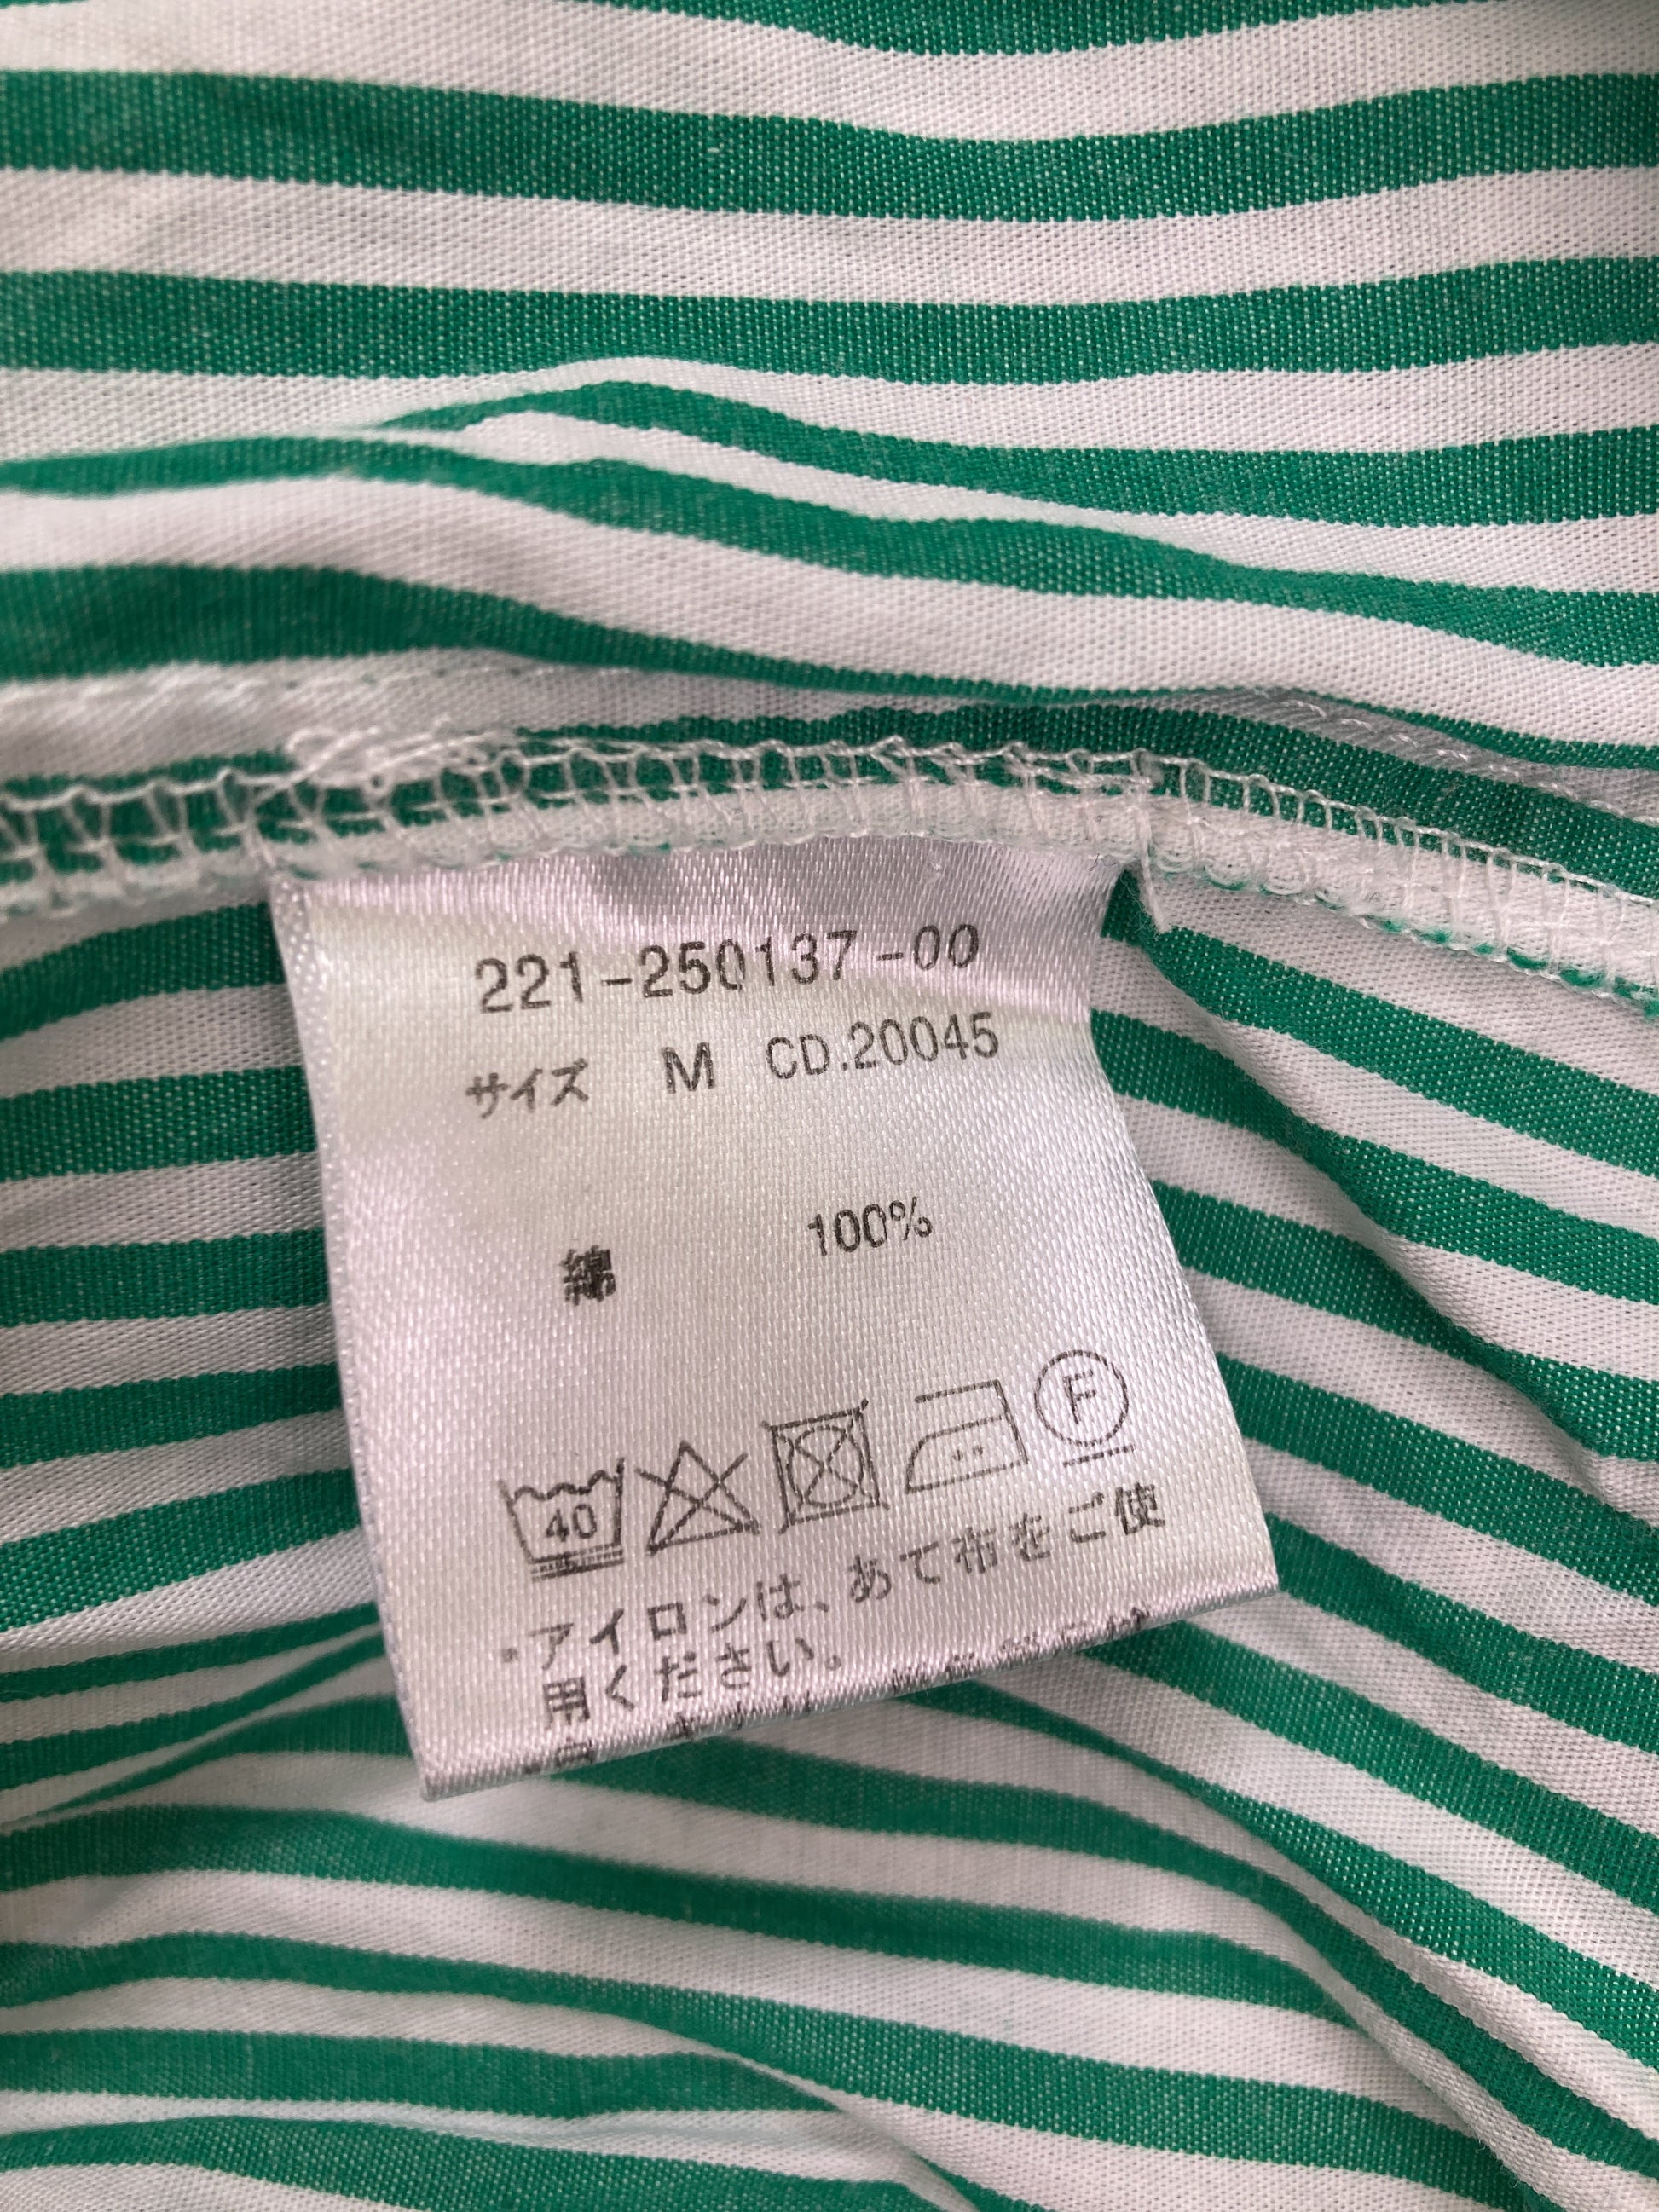 221-250137-00
サイズ M CD.20045
綿 100%
40 F
・アイロンは、あて布をご使
用ください。